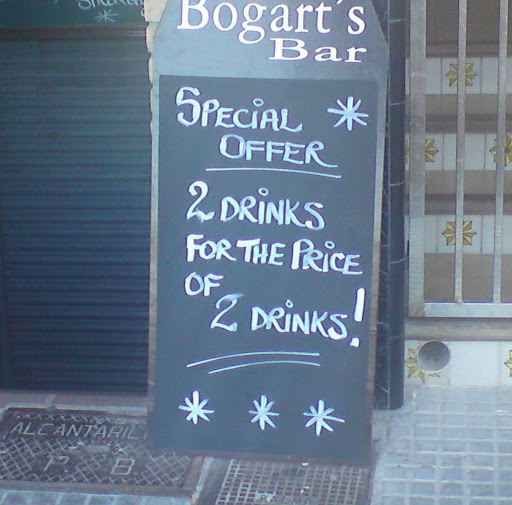 Bogart's
Bar
SPECIAL
OFFER
2 DRINKS
FOR THE PRICE
OF
2 DRINKS!
ALCANTARIL
P B